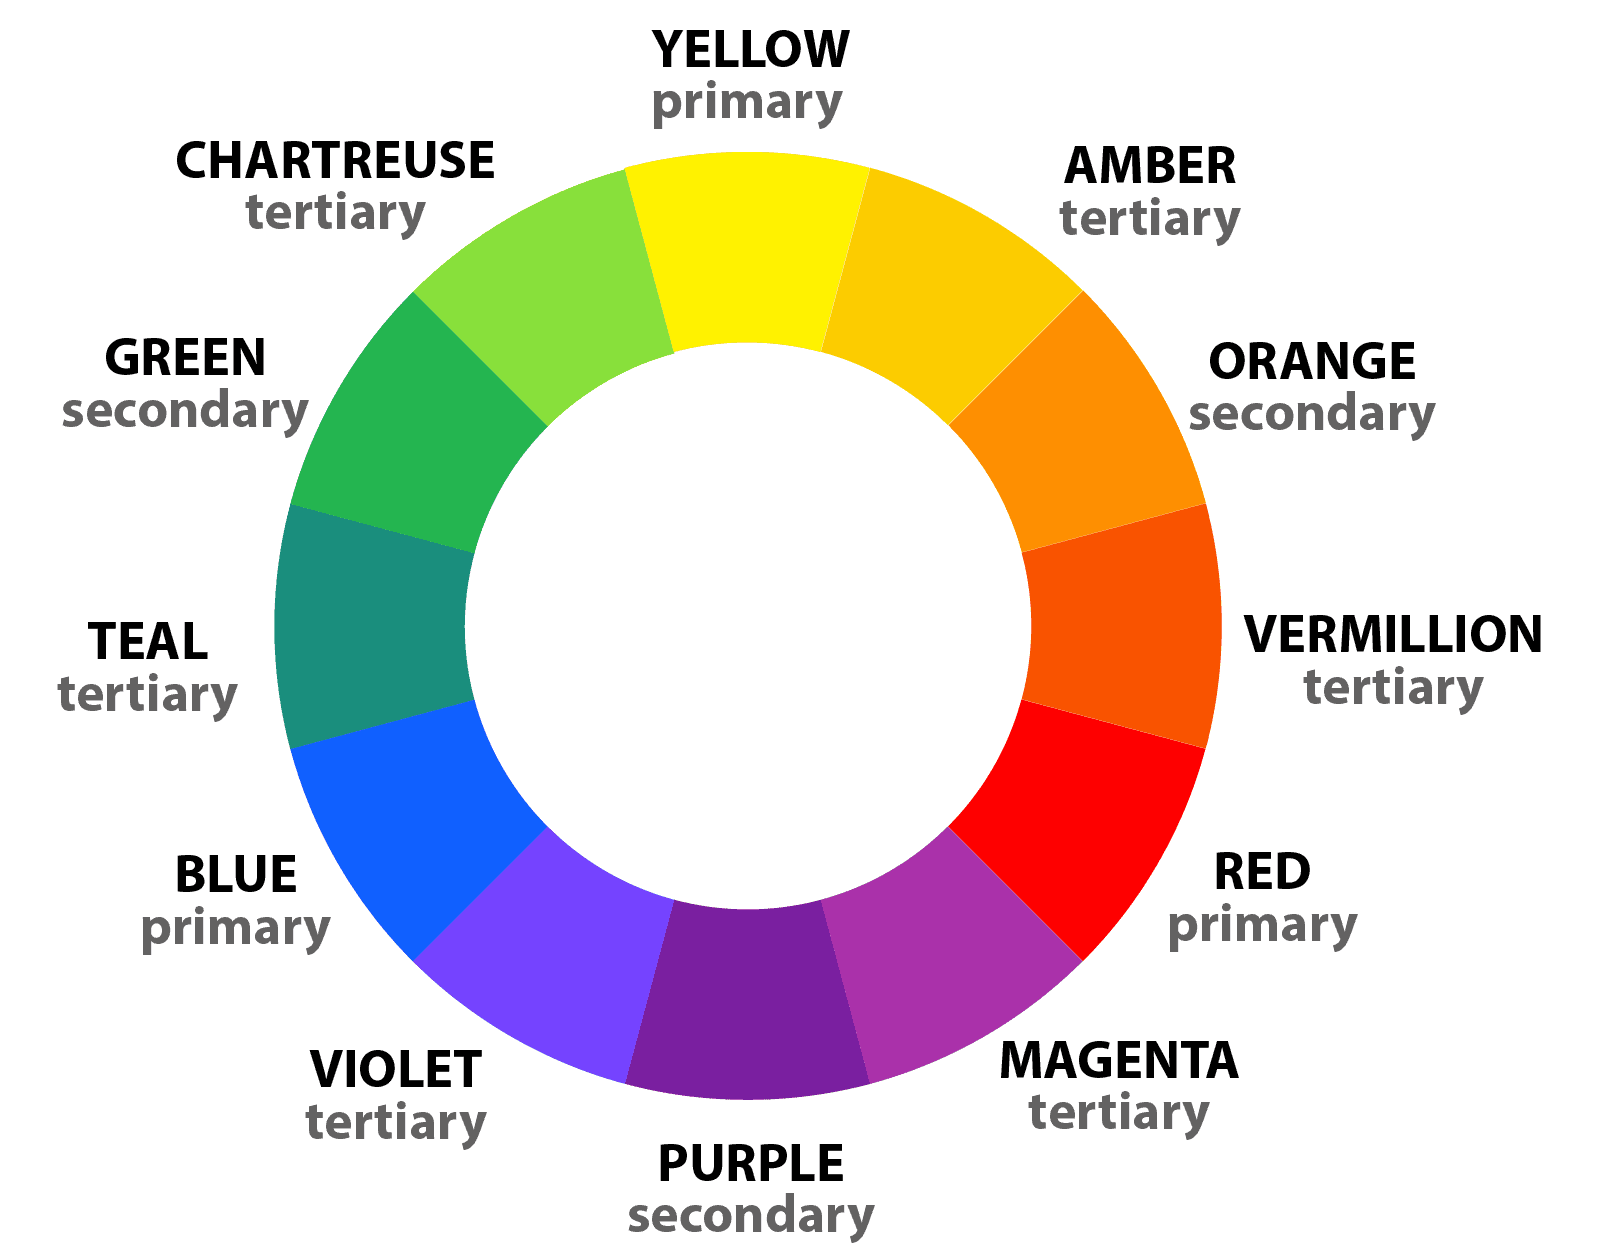 YELLOW
primary
AMBER
tertiary
ORANGE
secondary
VERMILLION
tertiary
RED
primary
MAGENTA
tertiary
PURPLE
secondary
VIOLET
tertiary
BLUE
primary
TEAL
tertiary
GREEN
secondary
CHARTREUSE
tertiary